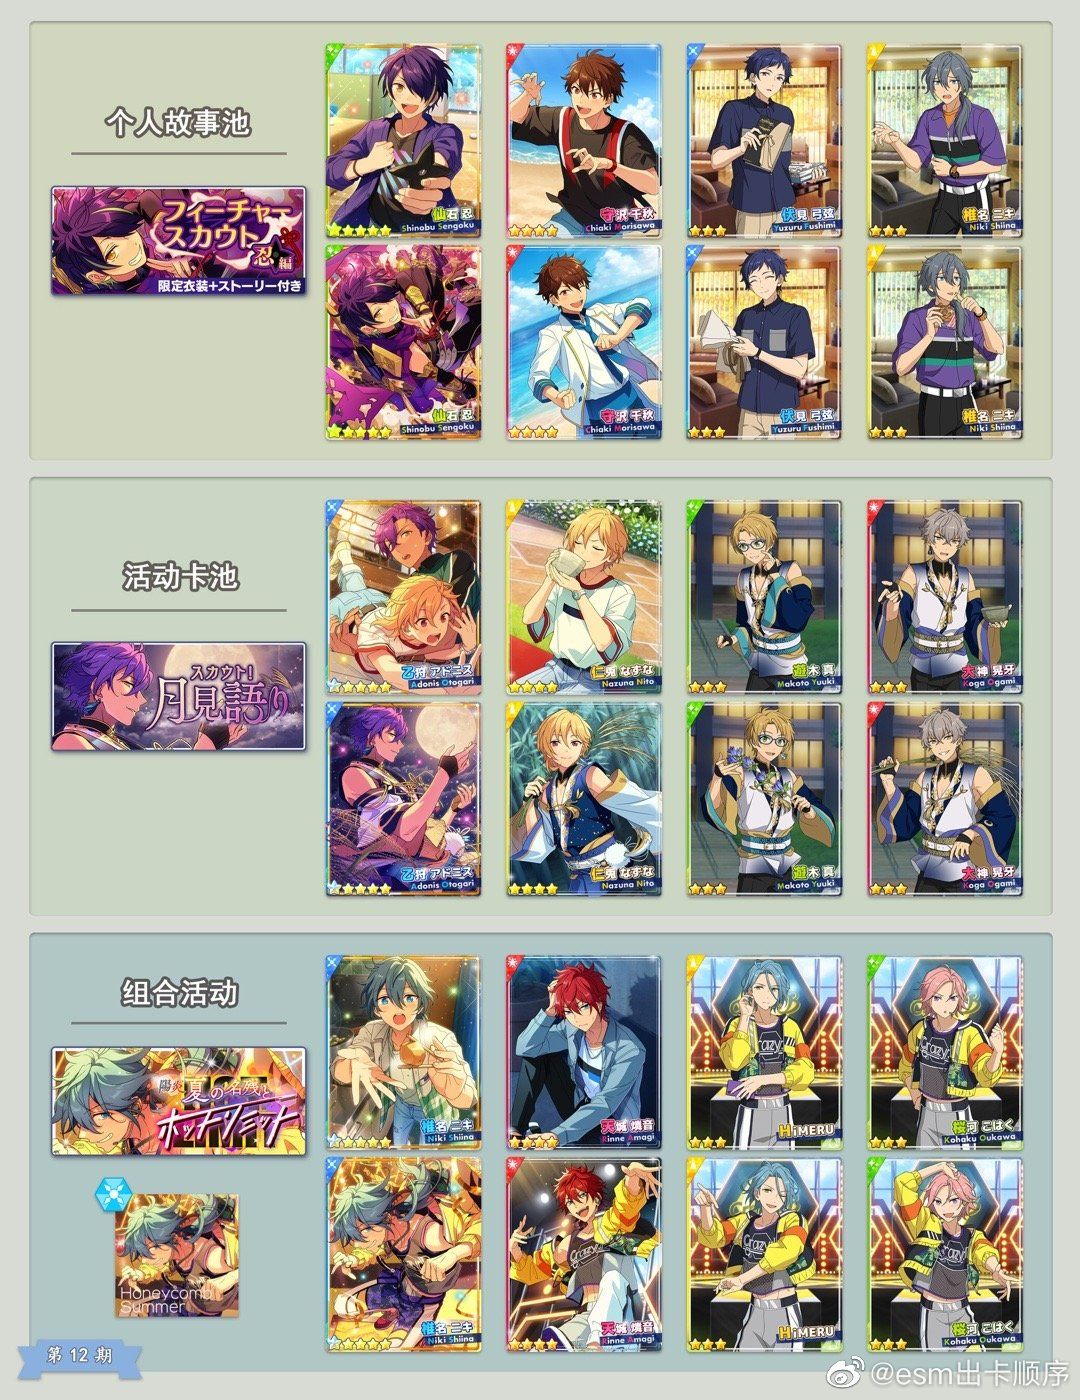 个人故事池
フィーチャー
スカウト
忍編
限定衣装+ストーリー付き
仙石 忍
Shinobu Sengoku
守沢 千秋
Chiaki Morisawa
伏見 弓弦
Yuzuru Fushimi
椎名 ニキ
Niki Shiina
仙石 忍
Shinobu Sengoku
守沢 千秋
Chiaki Morisawa
伏見 弓弦
Yuzuru Fushimi
椎名 ニキ
Niki Shiina
活动卡池
スカウト!
月見語り
乙狩 アドニス
Adonis Otogari
仁兎 なずな
Nazuna Nito
遊木 真
Makoto Yuuki
大神 晃牙
Koga Ogami
乙狩 アドニス
Adonis Otogari
仁兎 なずな
Nazuna Nito
遊木 真
Makoto Yuuki
大神 晃牙
Koga Ogami
组合活动
陽炎 夏の名残と
ホットリミット
椎名 ニキ
Niki Shiina
天城 燐音
Rinne Amagi
Crazy
HiMERU
Crazy
桜河 こはく
Kohaku Oukawa
Honeycomb
Summer
椎名 ニキ
Niki Shiina
Crazy
天城 燐音
Rinne Amagi
Crazy
HiMERU
Crazy
桜河 こはく
Kohaku Oukawa
第 12 期
@esm出卡顺序